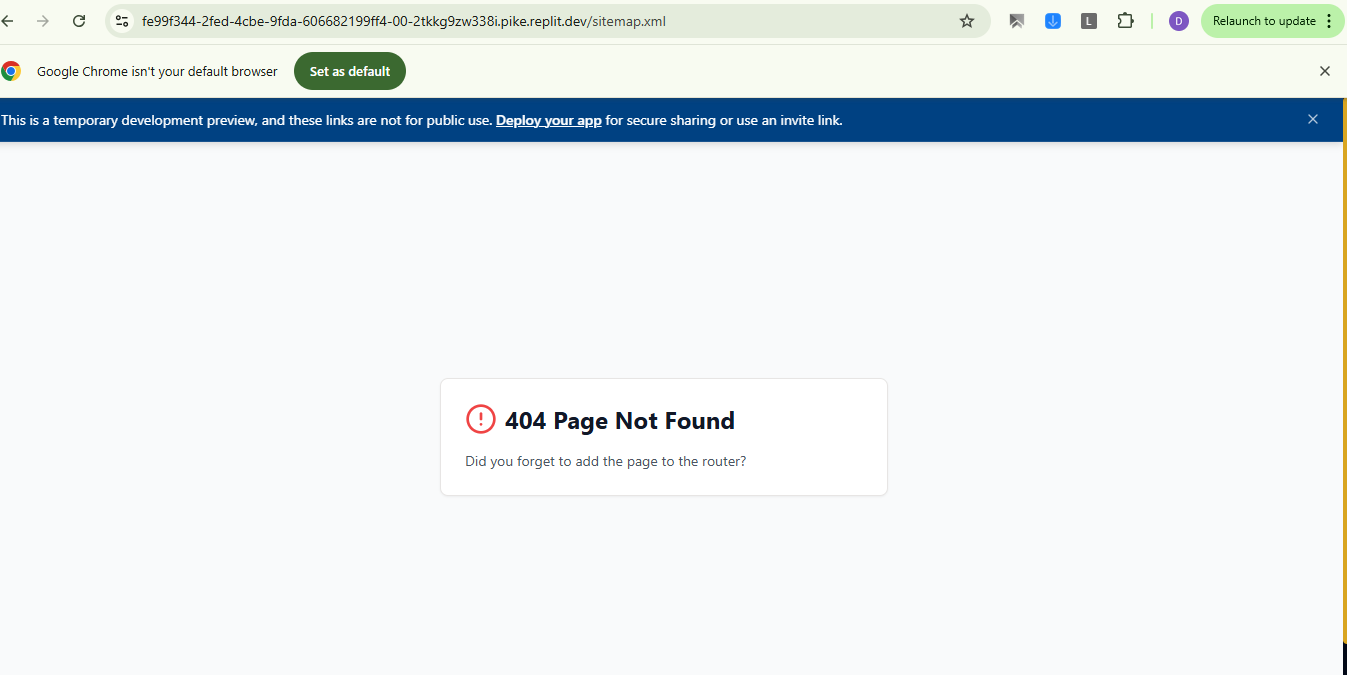 fe99f344-2fed-4cbe-9fda-606682199ff4-00-2tkkg9zw338i.pike.replit.dev/sitemap.xml
L
D
Relaunch to update
Google Chrome isn't your default browser
Set as default
This is a temporary development preview, and these links are not for public use. Deploy your app for secure sharing or use an invite link.
404 Page Not Found
Did you forget to add the page to the router?